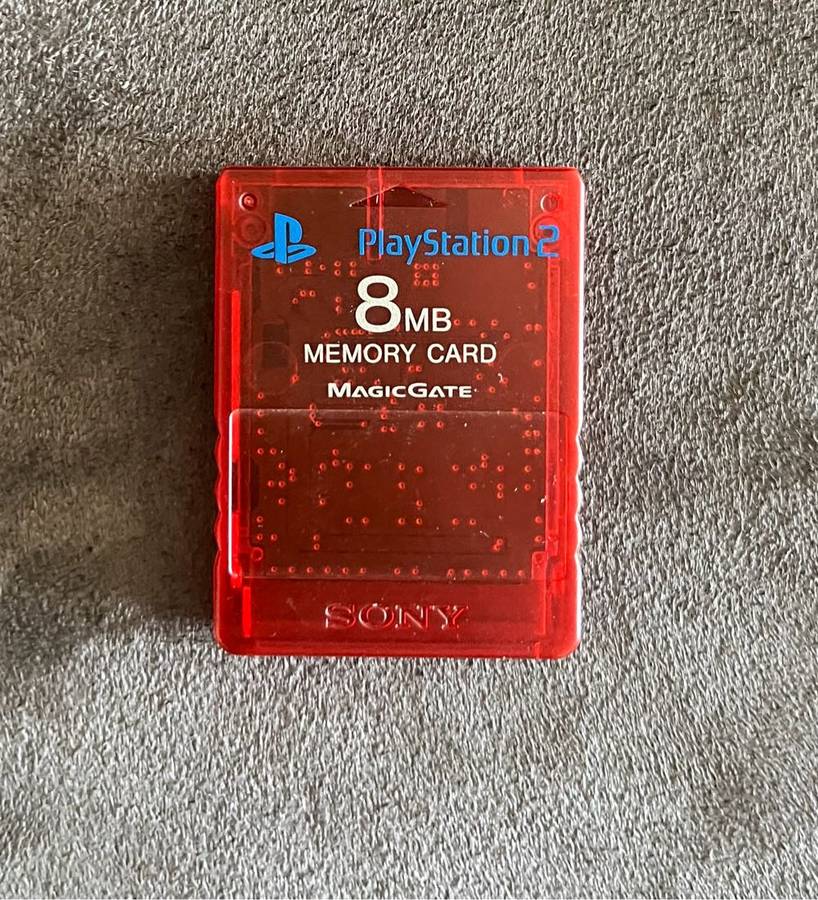 PlayStation 2
8MB
MEMORY CARD
MAGICGATE
SONY